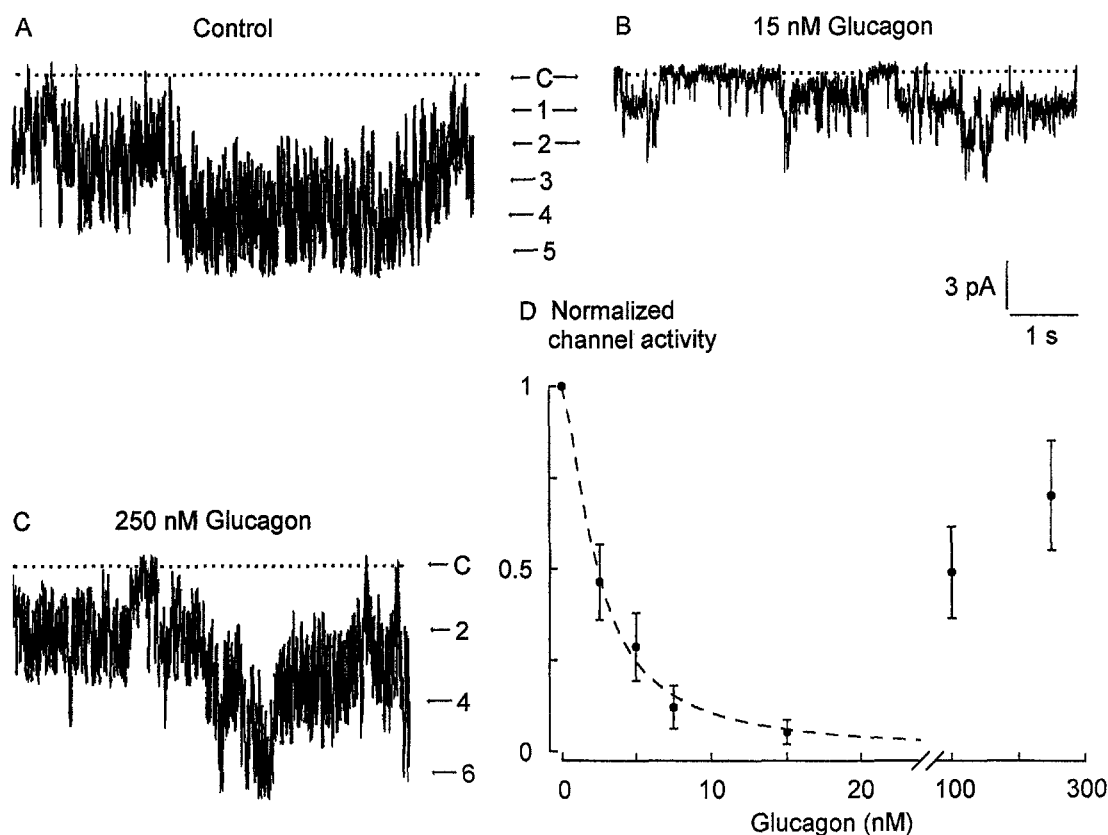 A Control
B 15 nM Glucagon
C
1
2
3
4
5
3 pA
1 s
D Normalized
channel activity
1
0.5
0
0 10 20 100 300
Glucagon (nM)
C 250 nM Glucagon
C
2
4
6